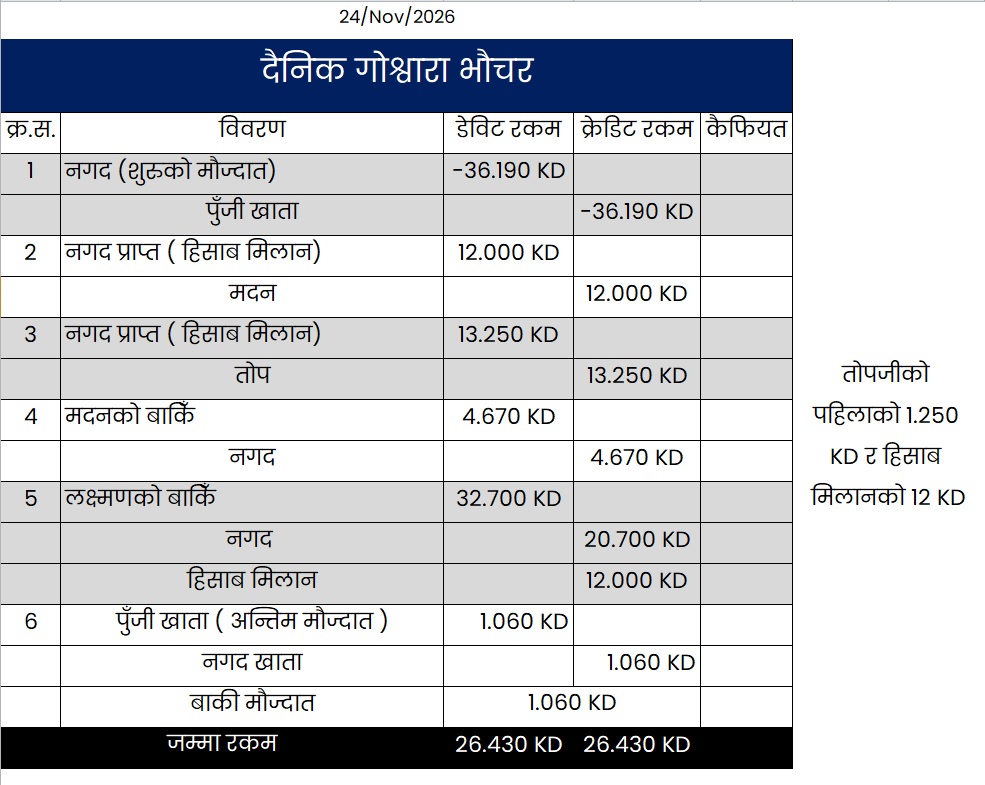 24/Nov/2026
दैनिक गोश्वारा भौचर
क्र.स. विवरण डेविट रकम क्रेडिट रकम कैफियत
1 नगद (शुरुको मौज्दात) -36.190 KD
पुँजी खाता -36.190 KD
2 नगद प्राप्त ( हिसाब मिलान) 12.000 KD
मदन 12.000 KD
3 नगद प्राप्त ( हिसाब मिलान) 13.250 KD
तोप 13.250 KD
4 मदनको बाकिँ 4.670 KD
नगद 4.670 KD
5 लक्ष्मणको बाकिँ 32.700 KD
नगद 20.700 KD
हिसाब मिलान 12.000 KD
6 पुँजी खाता ( अन्तिम मौज्दात ) 1.060 KD
नगद खाता 1.060 KD
बाकी मौज्दात 1.060 KD
जम्मा रकम 26.430 KD 26.430 KD
तोपजीको
पहिलाको 1.250
KD र हिसाब
मिलानको 12 KD